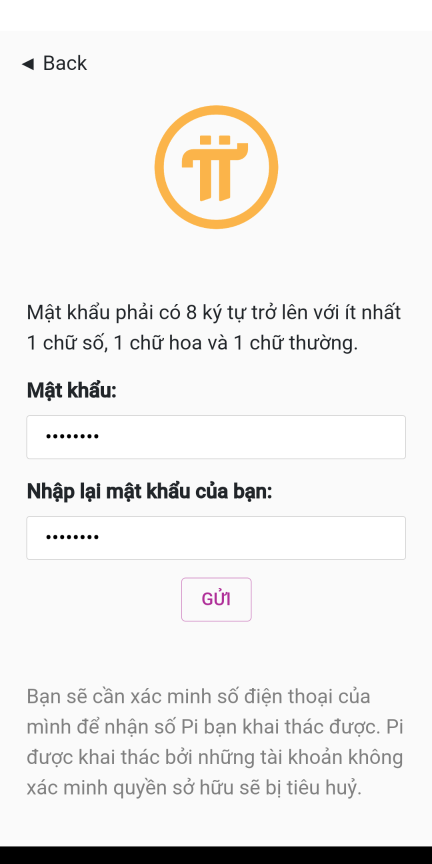 ◄ Back
Mật khẩu phải có 8 ký tự trở lên với ít nhất
1 chữ số, 1 chữ hoa và 1 chữ thường.
Mật khẩu:
••••••••
Nhập lại mật khẩu của bạn:
••••••••
GỬI
Bạn sẽ cần xác minh số điện thoại của
mình để nhận số Pi bạn khai thác được. Pi
được khai thác bởi những tài khoản không
xác minh quyền sở hữu sẽ bị tiêu huỷ.